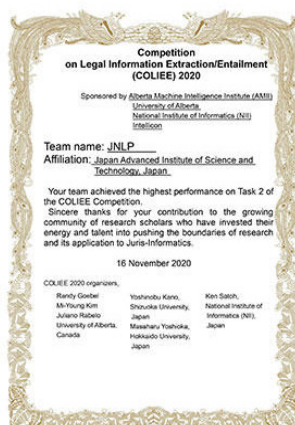 Competition
on Legal Information Extraction/Entailment
(COLIEE) 2020
Sponsored by Alberta Machine Intelligence Institute (AMII)
University of Alberta
National Institute of Informatics (NII)
Intellicon
Team name: JNLP
Affiliation: Japan Advanced Institute of Science and
Technology, Japan
Your team achieved the highest performance on Task 2 of
the COLIEE Competition.
Sincere thanks for your contribution to the growing
community of research scholars who have invested their
energy and talent into pushing the boundaries of research
and its application to Juris-Informatics.
16 November 2020
COLIEE 2020 organizers,
Randy Goebel
Mi-Young Kim
Juliano Rabelo
University of Alberta,
Canada
Yoshinobu Kano,
Shizuoka University,
Japan
Masaharu Yoshioka,
Hokkaido University,
Japan
Ken Satoh,
National Institute of
Informatics (NII),
Japan